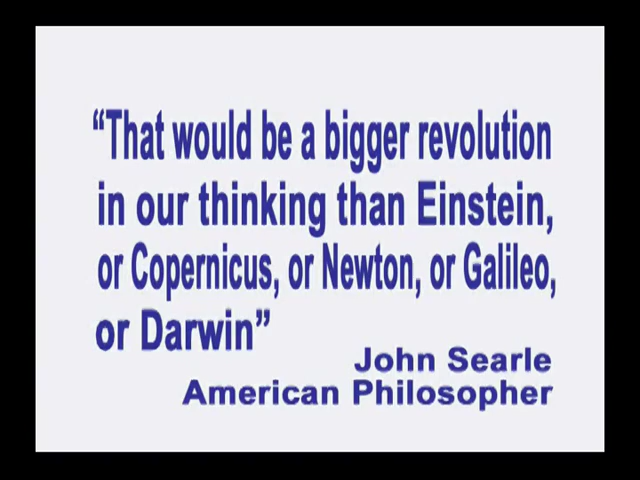 “That would be a bigger revolution
in our thinking than Einstein,
or Copernicus, or Newton, or Galileo,
or Darwin”
John Searle
American Philosopher